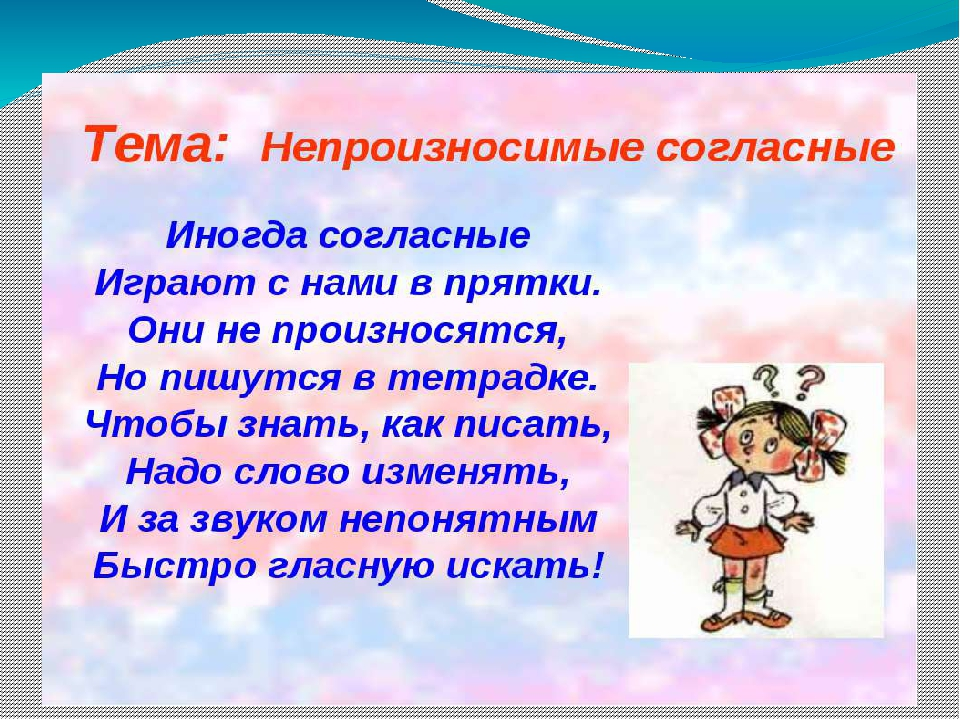 Тема: Непроизносимые согласные
Иногда согласные
Играют с нами в прятки.
Они не произносятся,
Но пишутся в тетрадке.
Чтобы знать, как писать,
Надо слово изменять,
И за звуком непонятным
Быстро гласную искать!
? ?